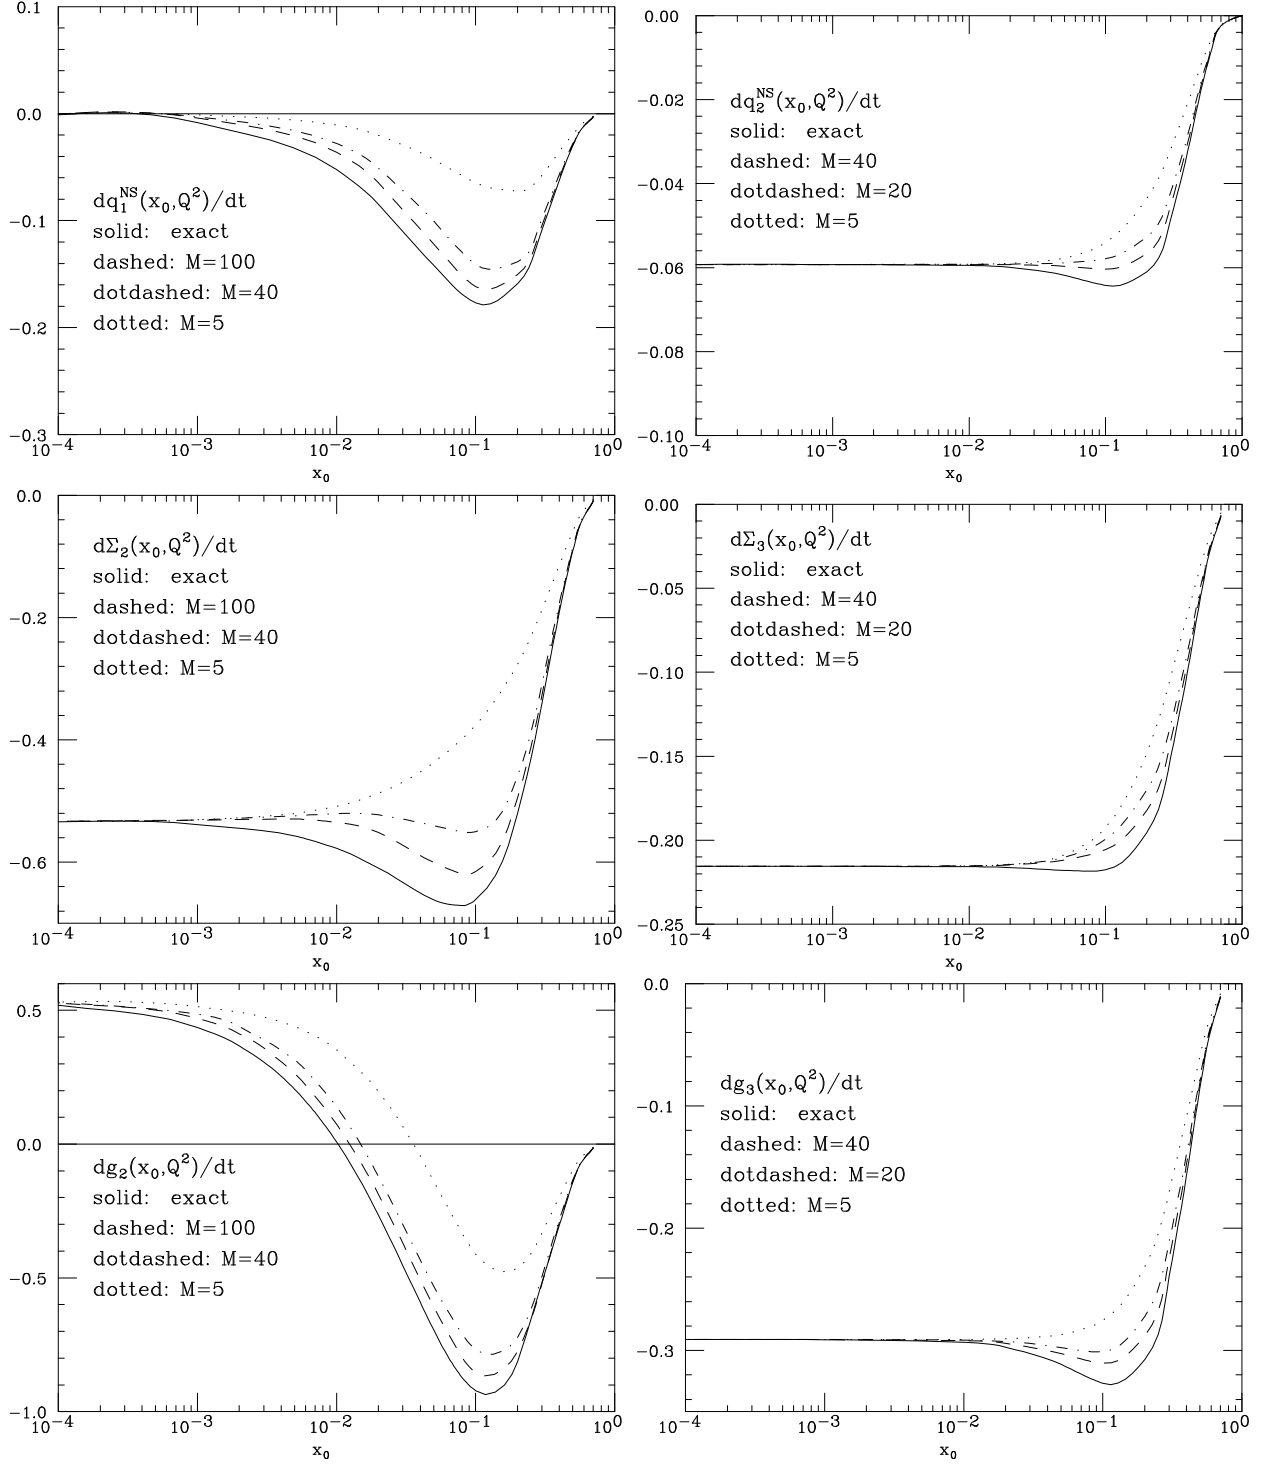 0.1
0.0
−0.1
−0.2
−0.3
dq₁ᴺˢ(x₀,Q²)/dt
solid: exact
dashed: M=100
dotdashed: M=40
dotted: M=5
10⁻⁴ 10⁻³ 10⁻² 10⁻¹ 10⁰
x₀
0.00
−0.02
−0.04
−0.06
−0.08
−0.10
dq₂ᴺˢ(x₀,Q²)/dt
solid: exact
dashed: M=40
dotdashed: M=20
dotted: M=5
10⁻⁴ 10⁻³ 10⁻² 10⁻¹ 10⁰
x₀
0.0
−0.2
−0.4
−0.6
dΣ₂(x₀,Q²)/dt
solid: exact
dashed: M=100
dotdashed: M=40
dotted: M=5
10⁻⁴ 10⁻³ 10⁻² 10⁻¹ 10⁰
x₀
0.00
−0.05
−0.10
−0.15
−0.20
−0.25
dΣ₃(x₀,Q²)/dt
solid: exact
dashed: M=40
dotdashed: M=20
dotted: M=5
10⁻⁴ 10⁻³ 10⁻² 10⁻¹ 10⁰
x₀
0.5
0.0
−0.5
−1.0
dg₂(x₀,Q²)/dt
solid: exact
dashed: M=100
dotdashed: M=40
dotted: M=5
10⁻⁴ 10⁻³ 10⁻² 10⁻¹ 10⁰
x₀
0.0
−0.1
−0.2
−0.3
dg₃(x₀,Q²)/dt
solid: exact
dashed: M=40
dotdashed: M=20
dotted: M=5
10⁻⁴ 10⁻³ 10⁻² 10⁻¹ 10⁰
x₀